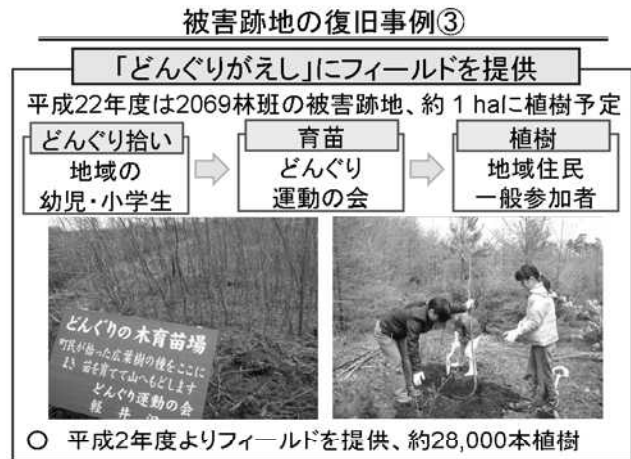 被害跡地の復旧事例③
「どんぐりがえし」にフィールドを提供
平成22年度は2069林班の被害跡地、約１haに植樹予定
どんぐり拾い
地域の
幼児・小学生
育苗
どんぐり
運動の会
植樹
地域住民
一般参加者
どんぐりの木育苗場
町民が拾った広葉樹の種をここに
まき 苗を育てて山へもどします
どんぐり運動の会
軽井沢
○ 平成2年度よりフィールドを提供、約28,000本植樹